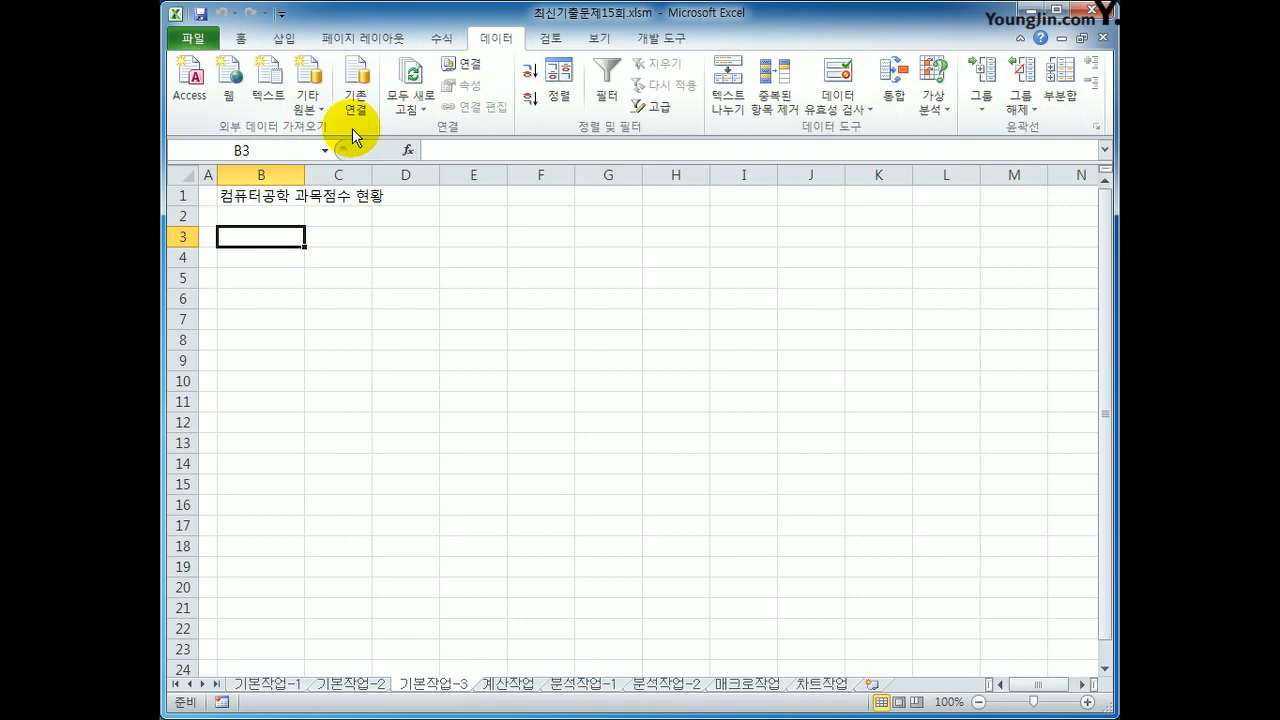 최신기출문제15회.xlsm - Microsoft Excel
YoungJin.com Y.
파일 홈 삽입 페이지 레이아웃 수식 데이터 검토 보기 개발 도구
Access 웹 텍스트 기타 원본 기존 연결 모두 새로 고침 연결 속성 연결 편집 정렬 필터 지우기 다시 적용 고급 텍스트 나누기 중복된 항목 제거 데이터 유효성 검사 통합 가상 분석 그룹 그룹 해제 부분합
외부 데이터 가져오기 연결 정렬 및 필터 데이터 도구 윤곽선
B3 fx
A B C D E F G H I J K L M N
1 컴퓨터공학 과목점수 현황
2
3
4
5
6
7
8
9
10
11
12
13
14
15
16
17
18
19
20
21
22
23
24
기본작업-1 기본작업-2 기본작업-3 계산작업 분석작업-1 분석작업-2 매크로작업 차트작업
준비 100%